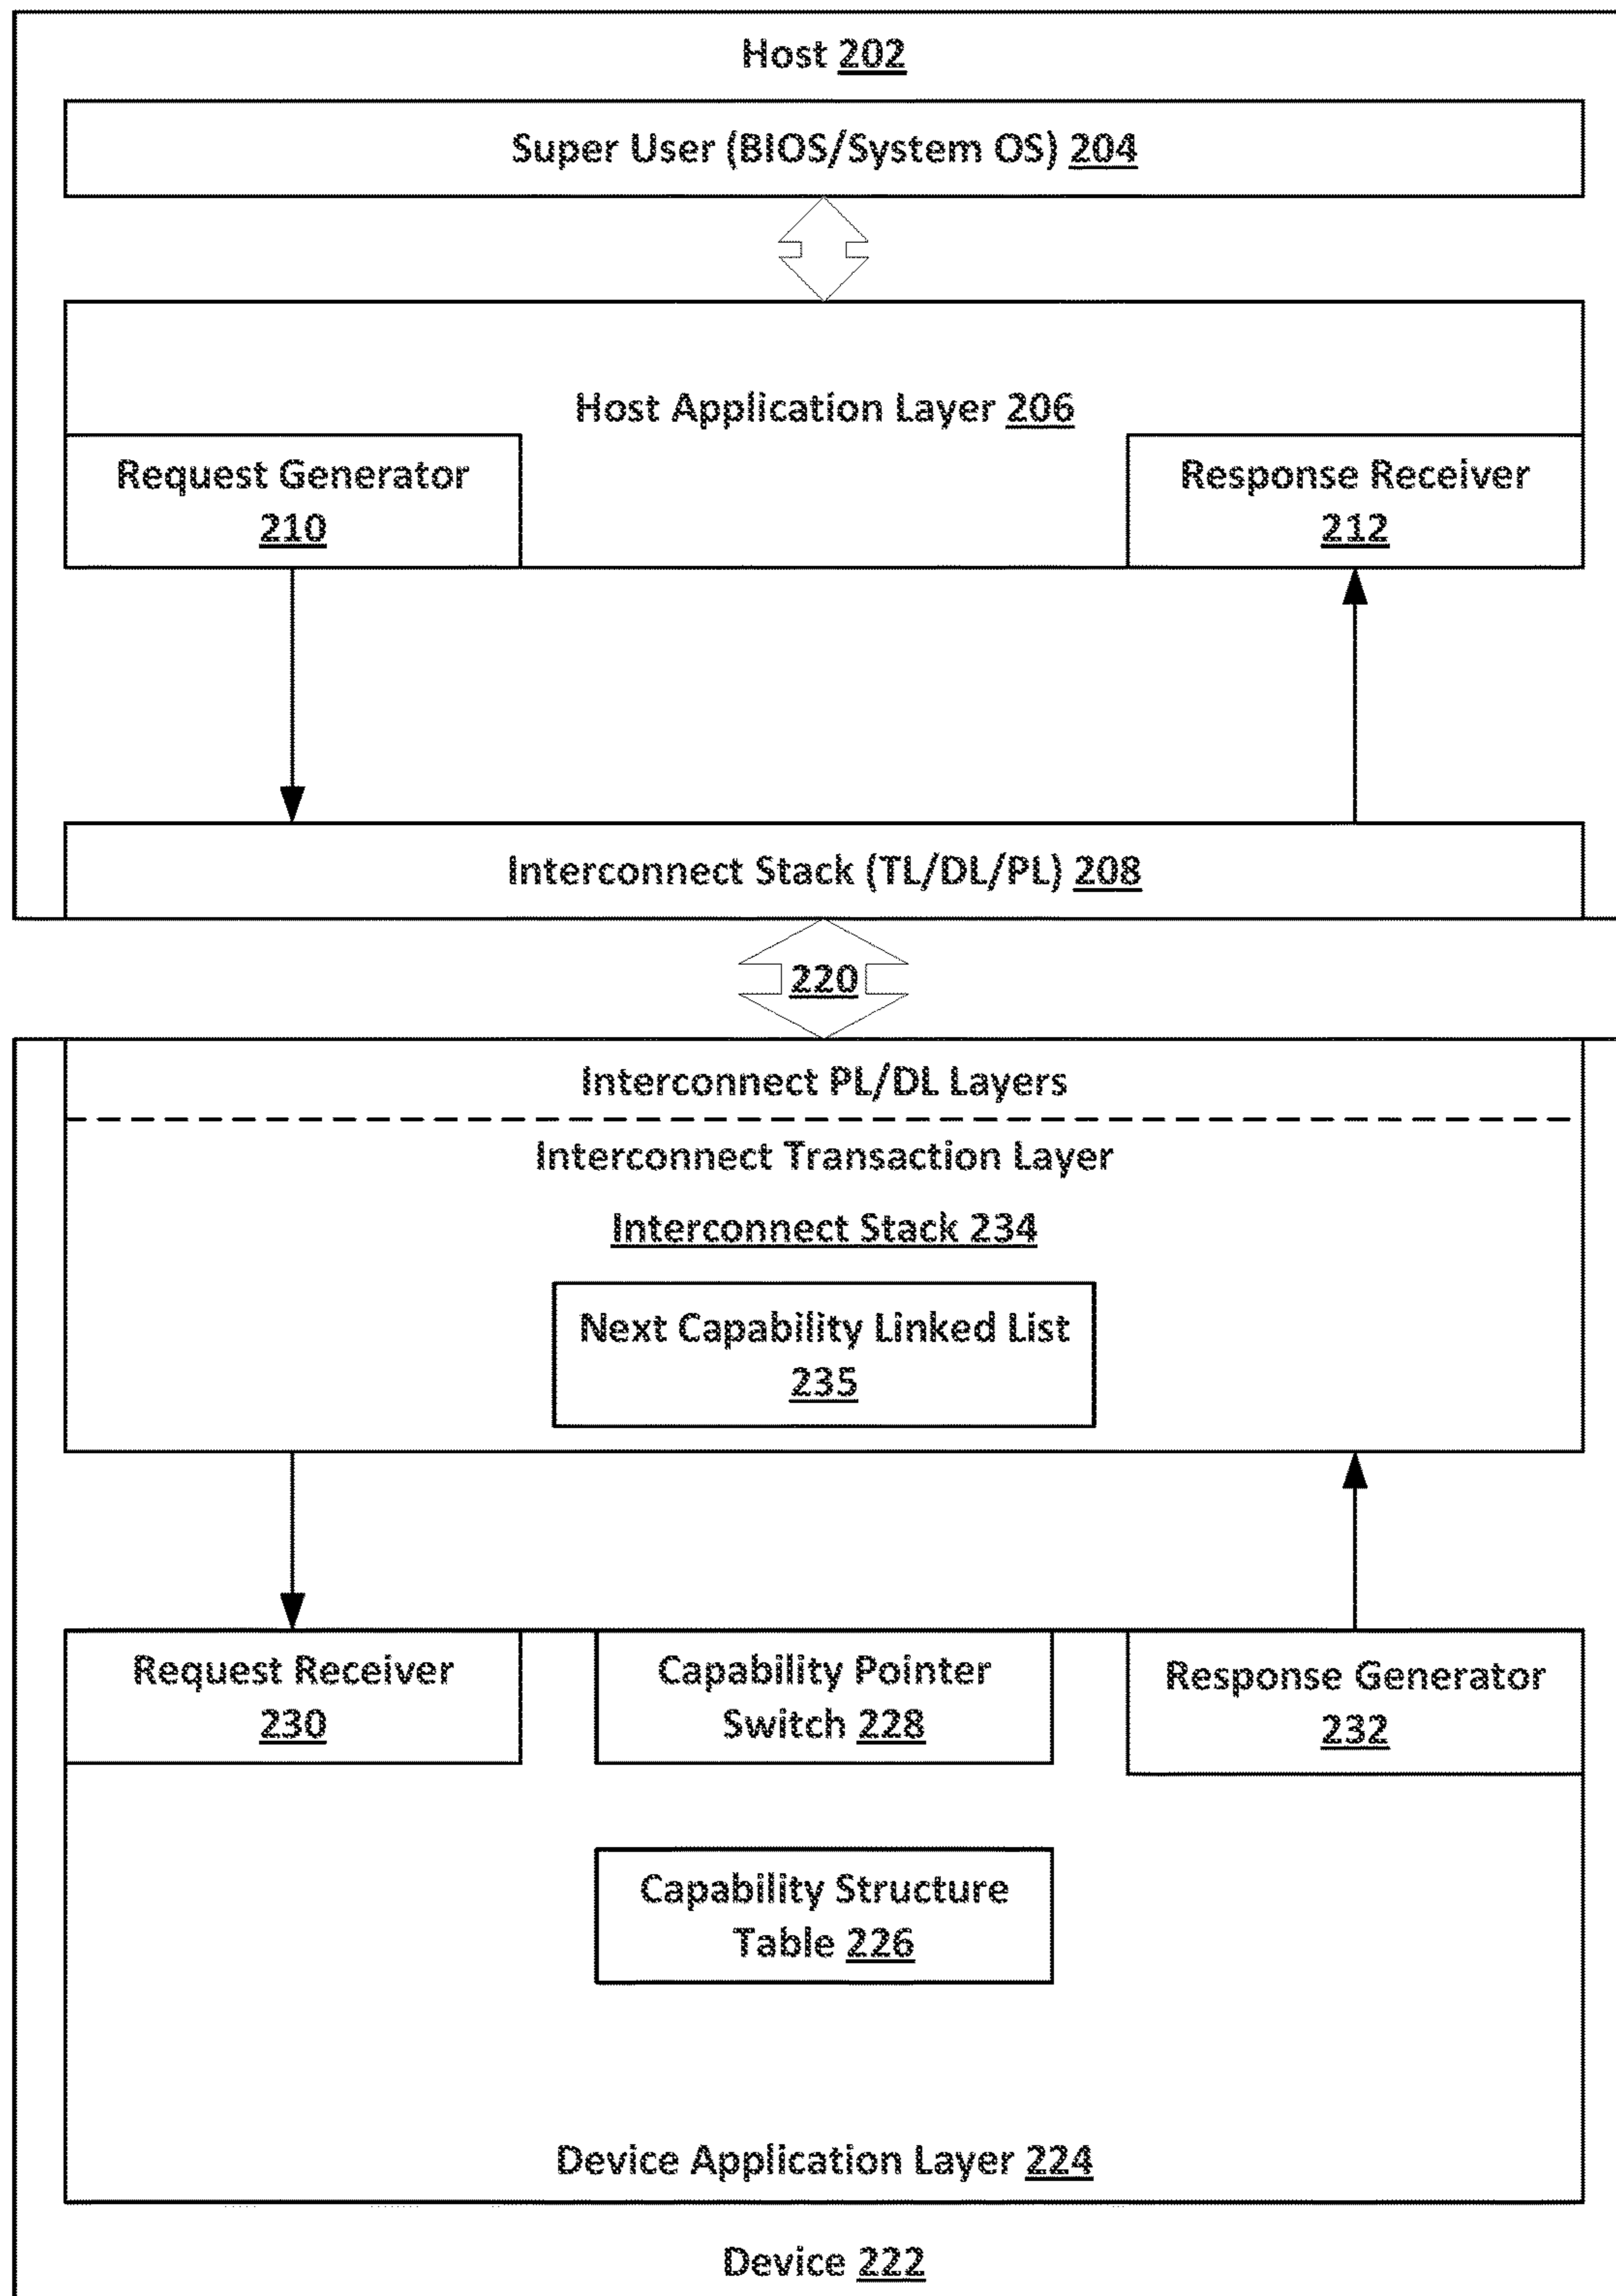 Host 202
Super User (BIOS/System OS) 204
Host Application Layer 206
Request Generator
210
Response Receiver
212
Interconnect Stack (TL/DL/PL) 208
220
Interconnect PL/DL Layers
Interconnect Transaction Layer
Interconnect Stack 234
Next Capability Linked List
235
Request Receiver
230
Capability Pointer
Switch 228
Response Generator
232
Capability Structure
Table 226
Device Application Layer 224
Device 222